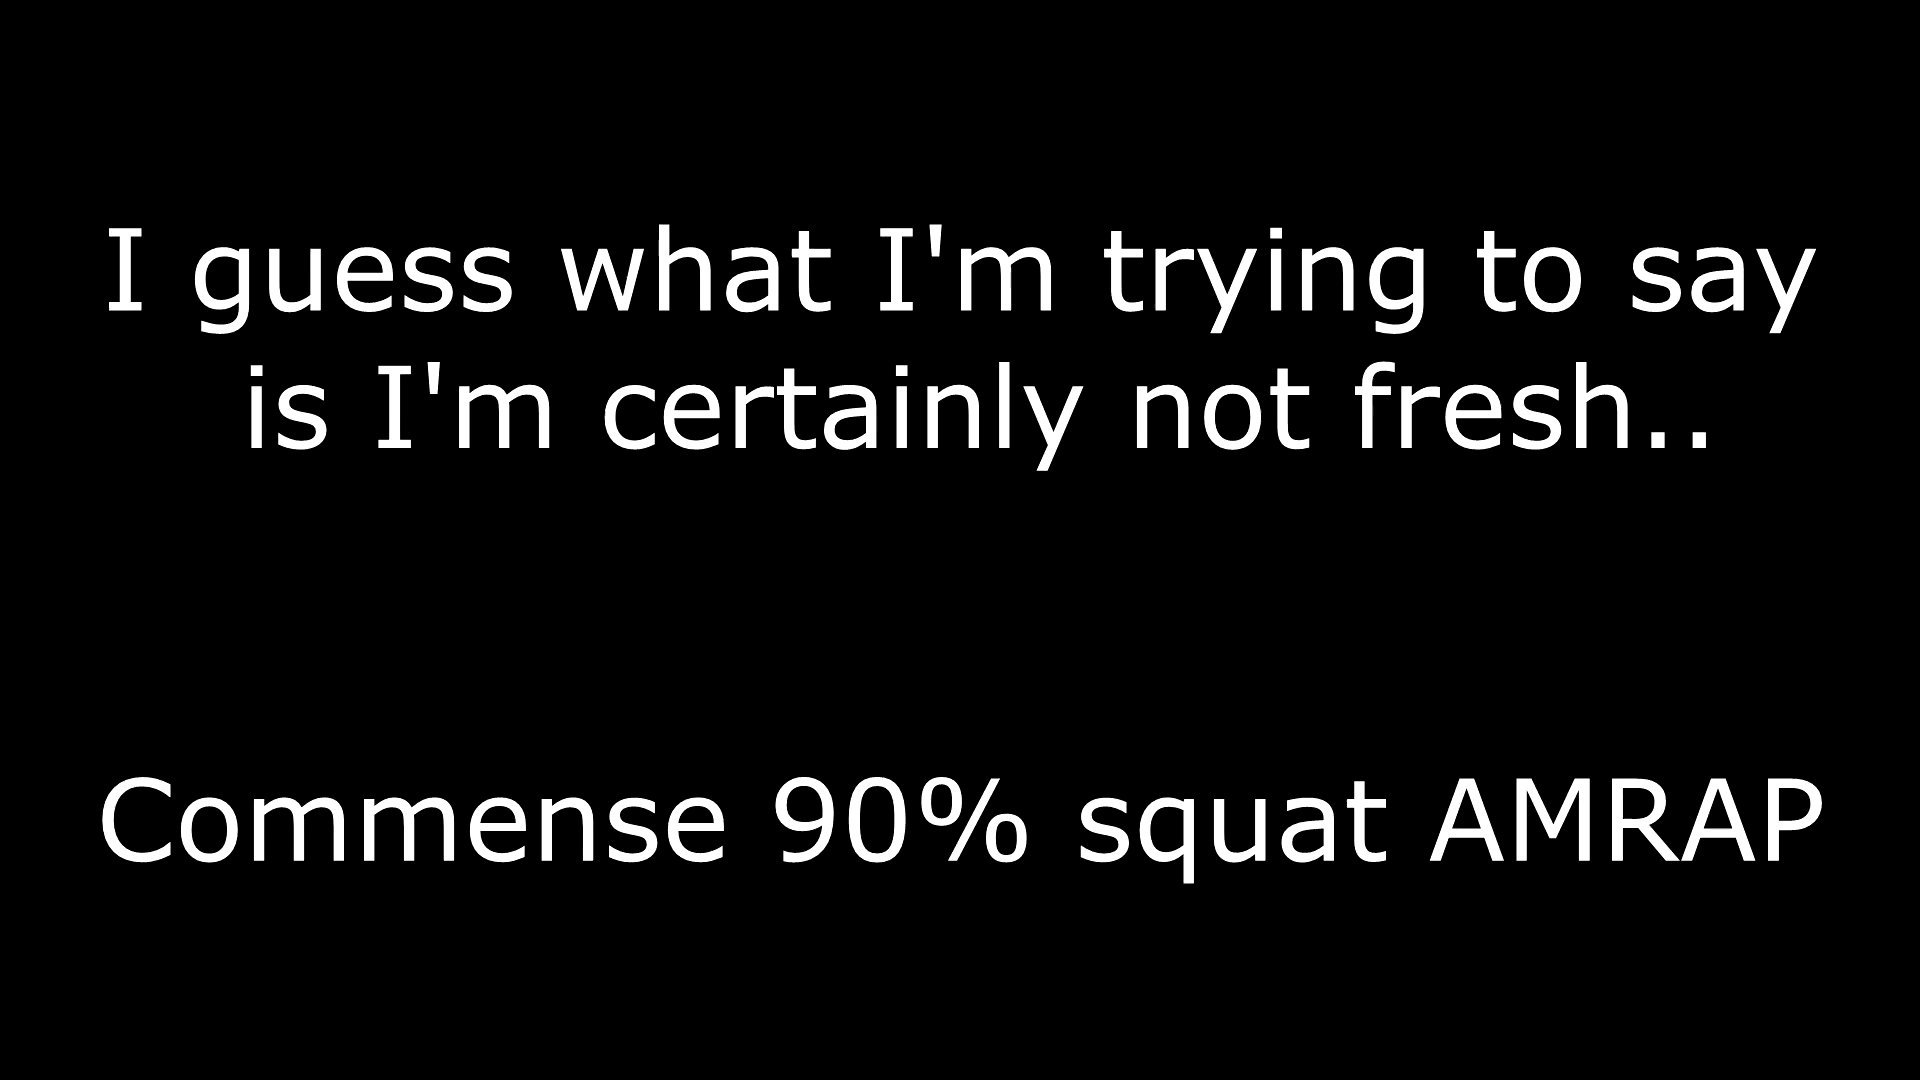 I guess what I'm trying to say
is I'm certainly not fresh..
Commense 90% squat AMRAP